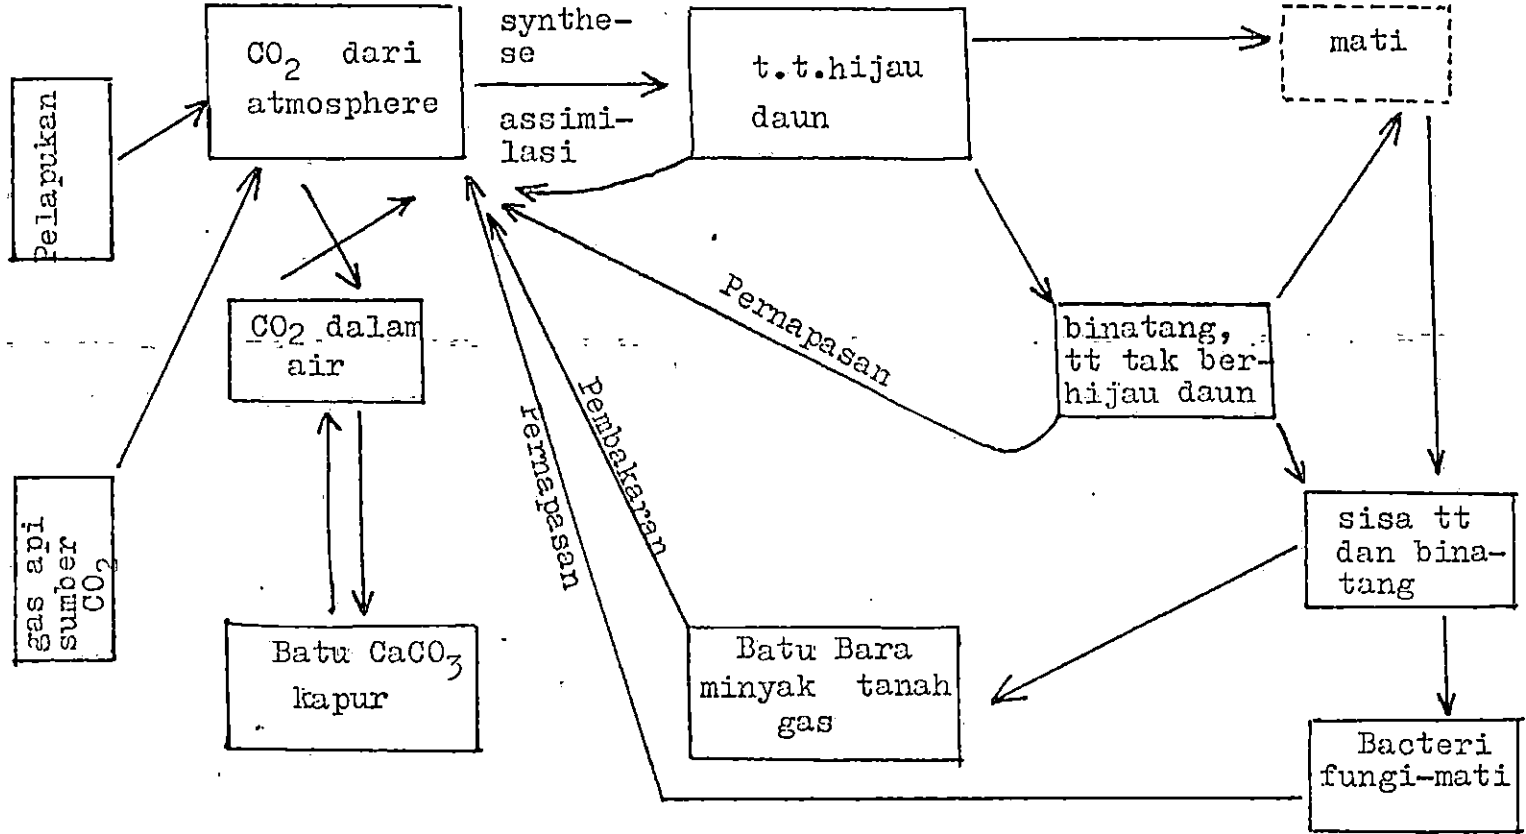 CO2 dari
atmosphere
synthe-
se
assimi-
lasi
t.t.hijau
daun
mati
Pelapukan
CO2 dalam
air
Pernapasan
binatang,
tt tak ber-
hijau daun
Pembakaran
Pernapasan
gas api
sumber
CO2
sisa tt
dan bina-
tang
Batu CaCO3
kapur
Batu Bara
minyak tanah
gas
Bacteri
fungi-mati